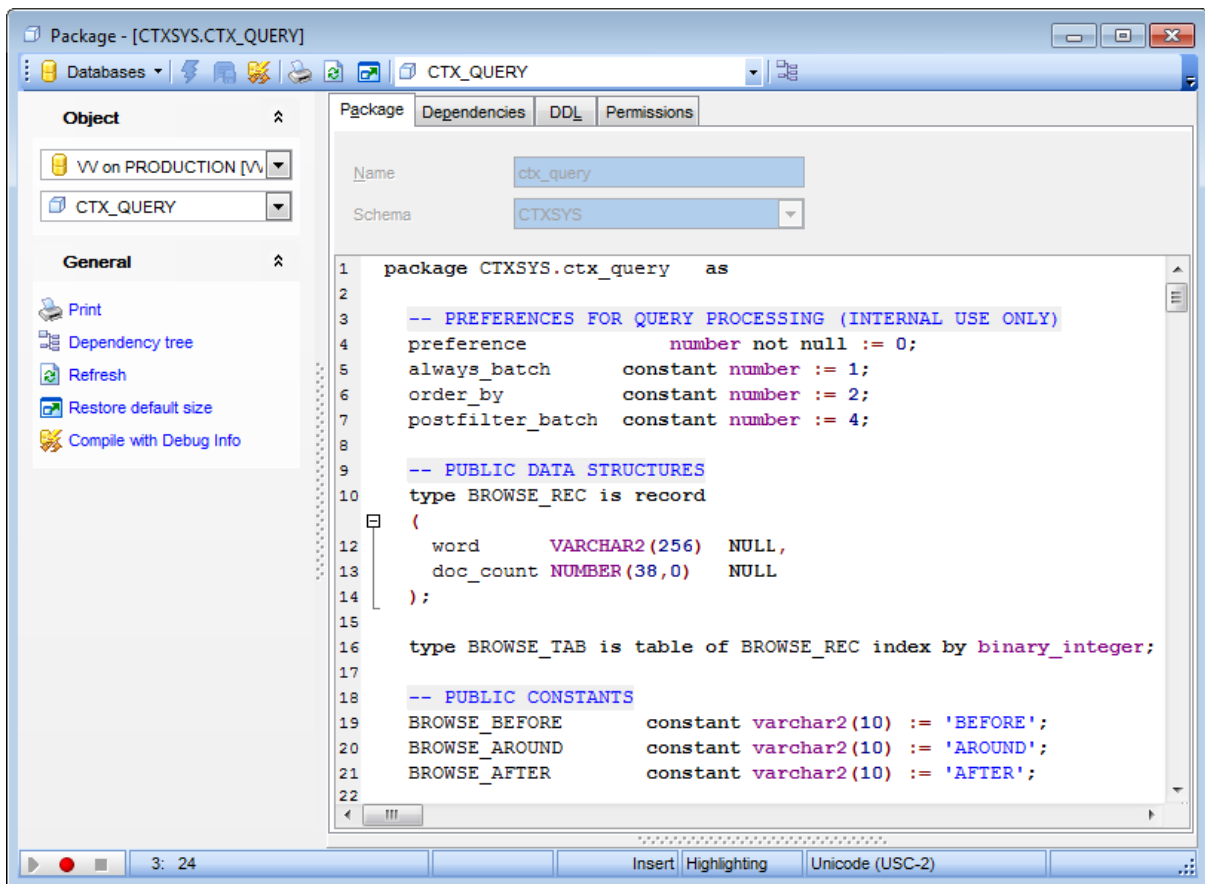 Package - [CTXSYS.CTX_QUERY]
Databases
CTX_QUERY
Object
VV on PRODUCTION [VV
CTX_QUERY
General
Print
Dependency tree
Refresh
Restore default size
Compile with Debug Info
Package Dependencies DDL Permissions
Name ctx_query
Schema CTXSYS
1 package CTXSYS.ctx_query as
2
3 -- PREFERENCES FOR QUERY PROCESSING (INTERNAL USE ONLY)
4 preference number not null := 0;
5 always_batch constant number := 1;
6 order_by constant number := 2;
7 postfilter_batch constant number := 4;
8
9 -- PUBLIC DATA STRUCTURES
10 type BROWSE_REC is record
(
12 word VARCHAR2(256) NULL,
13 doc_count NUMBER(38,0) NULL
14 );
15
16 type BROWSE_TAB is table of BROWSE_REC index by binary_integer;
17
18 -- PUBLIC CONSTANTS
19 BROWSE_BEFORE constant varchar2(10) := 'BEFORE';
20 BROWSE_AROUND constant varchar2(10) := 'AROUND';
21 BROWSE_AFTER constant varchar2(10) := 'AFTER';
22
3: 24 Insert Highlighting Unicode (USC-2)